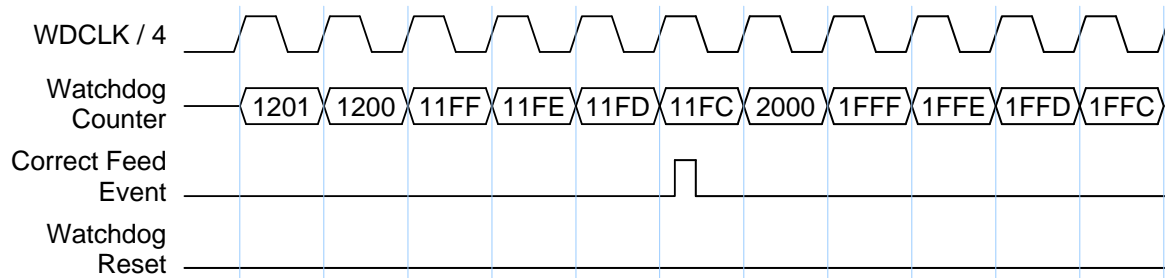 WDCLK / 4
Watchdog
Counter
1201 1200 11FF 11FE 11FD 11FC 2000 1FFF 1FFE 1FFD 1FFC
Correct Feed
Event
Watchdog
Reset